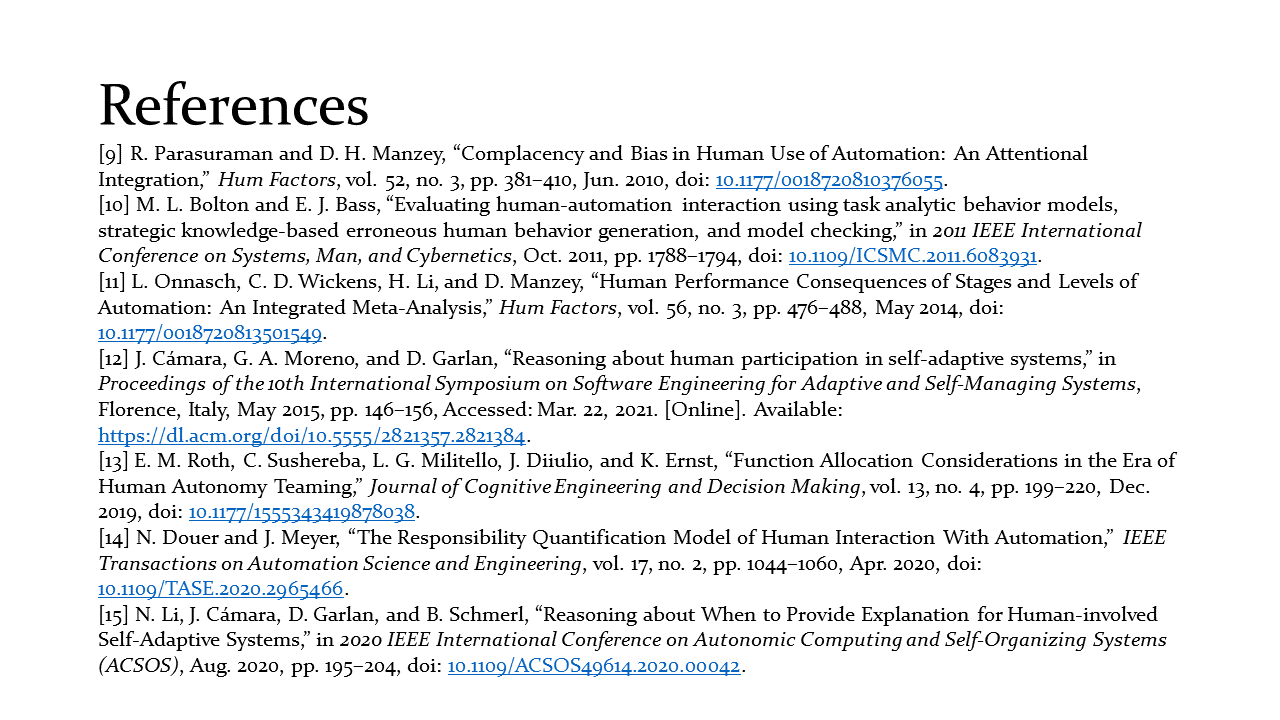 References
[9] R. Parasuraman and D. H. Manzey, “Complacency and Bias in Human Use of Automation: An Attentional
Integration,” Hum Factors, vol. 52, no. 3, pp. 381–410, Jun. 2010, doi: 10.1177/0018720810376055.
[10] M. L. Bolton and E. J. Bass, “Evaluating human-automation interaction using task analytic behavior models,
strategic knowledge-based erroneous human behavior generation, and model checking,” in 2011 IEEE International
Conference on Systems, Man, and Cybernetics, Oct. 2011, pp. 1788–1794, doi: 10.1109/ICSMC.2011.6083931.
[11] L. Onnasch, C. D. Wickens, H. Li, and D. Manzey, “Human Performance Consequences of Stages and Levels of
Automation: An Integrated Meta-Analysis,” Hum Factors, vol. 56, no. 3, pp. 476–488, May 2014, doi:
10.1177/0018720813501549.
[12] J. Cámara, G. A. Moreno, and D. Garlan, “Reasoning about human participation in self-adaptive systems,” in
Proceedings of the 10th International Symposium on Software Engineering for Adaptive and Self-Managing Systems,
Florence, Italy, May 2015, pp. 146–156, Accessed: Mar. 22, 2021. [Online]. Available:
https://dl.acm.org/doi/10.5555/2821357.2821384.
[13] E. M. Roth, C. Sushereba, L. G. Militello, J. Diiulio, and K. Ernst, “Function Allocation Considerations in the Era of
Human Autonomy Teaming,” Journal of Cognitive Engineering and Decision Making, vol. 13, no. 4, pp. 199–220, Dec.
2019, doi: 10.1177/1555343419878038.
[14] N. Douer and J. Meyer, “The Responsibility Quantification Model of Human Interaction With Automation,” IEEE
Transactions on Automation Science and Engineering, vol. 17, no. 2, pp. 1044–1060, Apr. 2020, doi:
10.1109/TASE.2020.2965466.
[15] N. Li, J. Cámara, D. Garlan, and B. Schmerl, “Reasoning about When to Provide Explanation for Human-involved
Self-Adaptive Systems,” in 2020 IEEE International Conference on Autonomic Computing and Self-Organizing Systems
(ACSOS), Aug. 2020, pp. 195–204, doi: 10.1109/ACSOS49614.2020.00042.